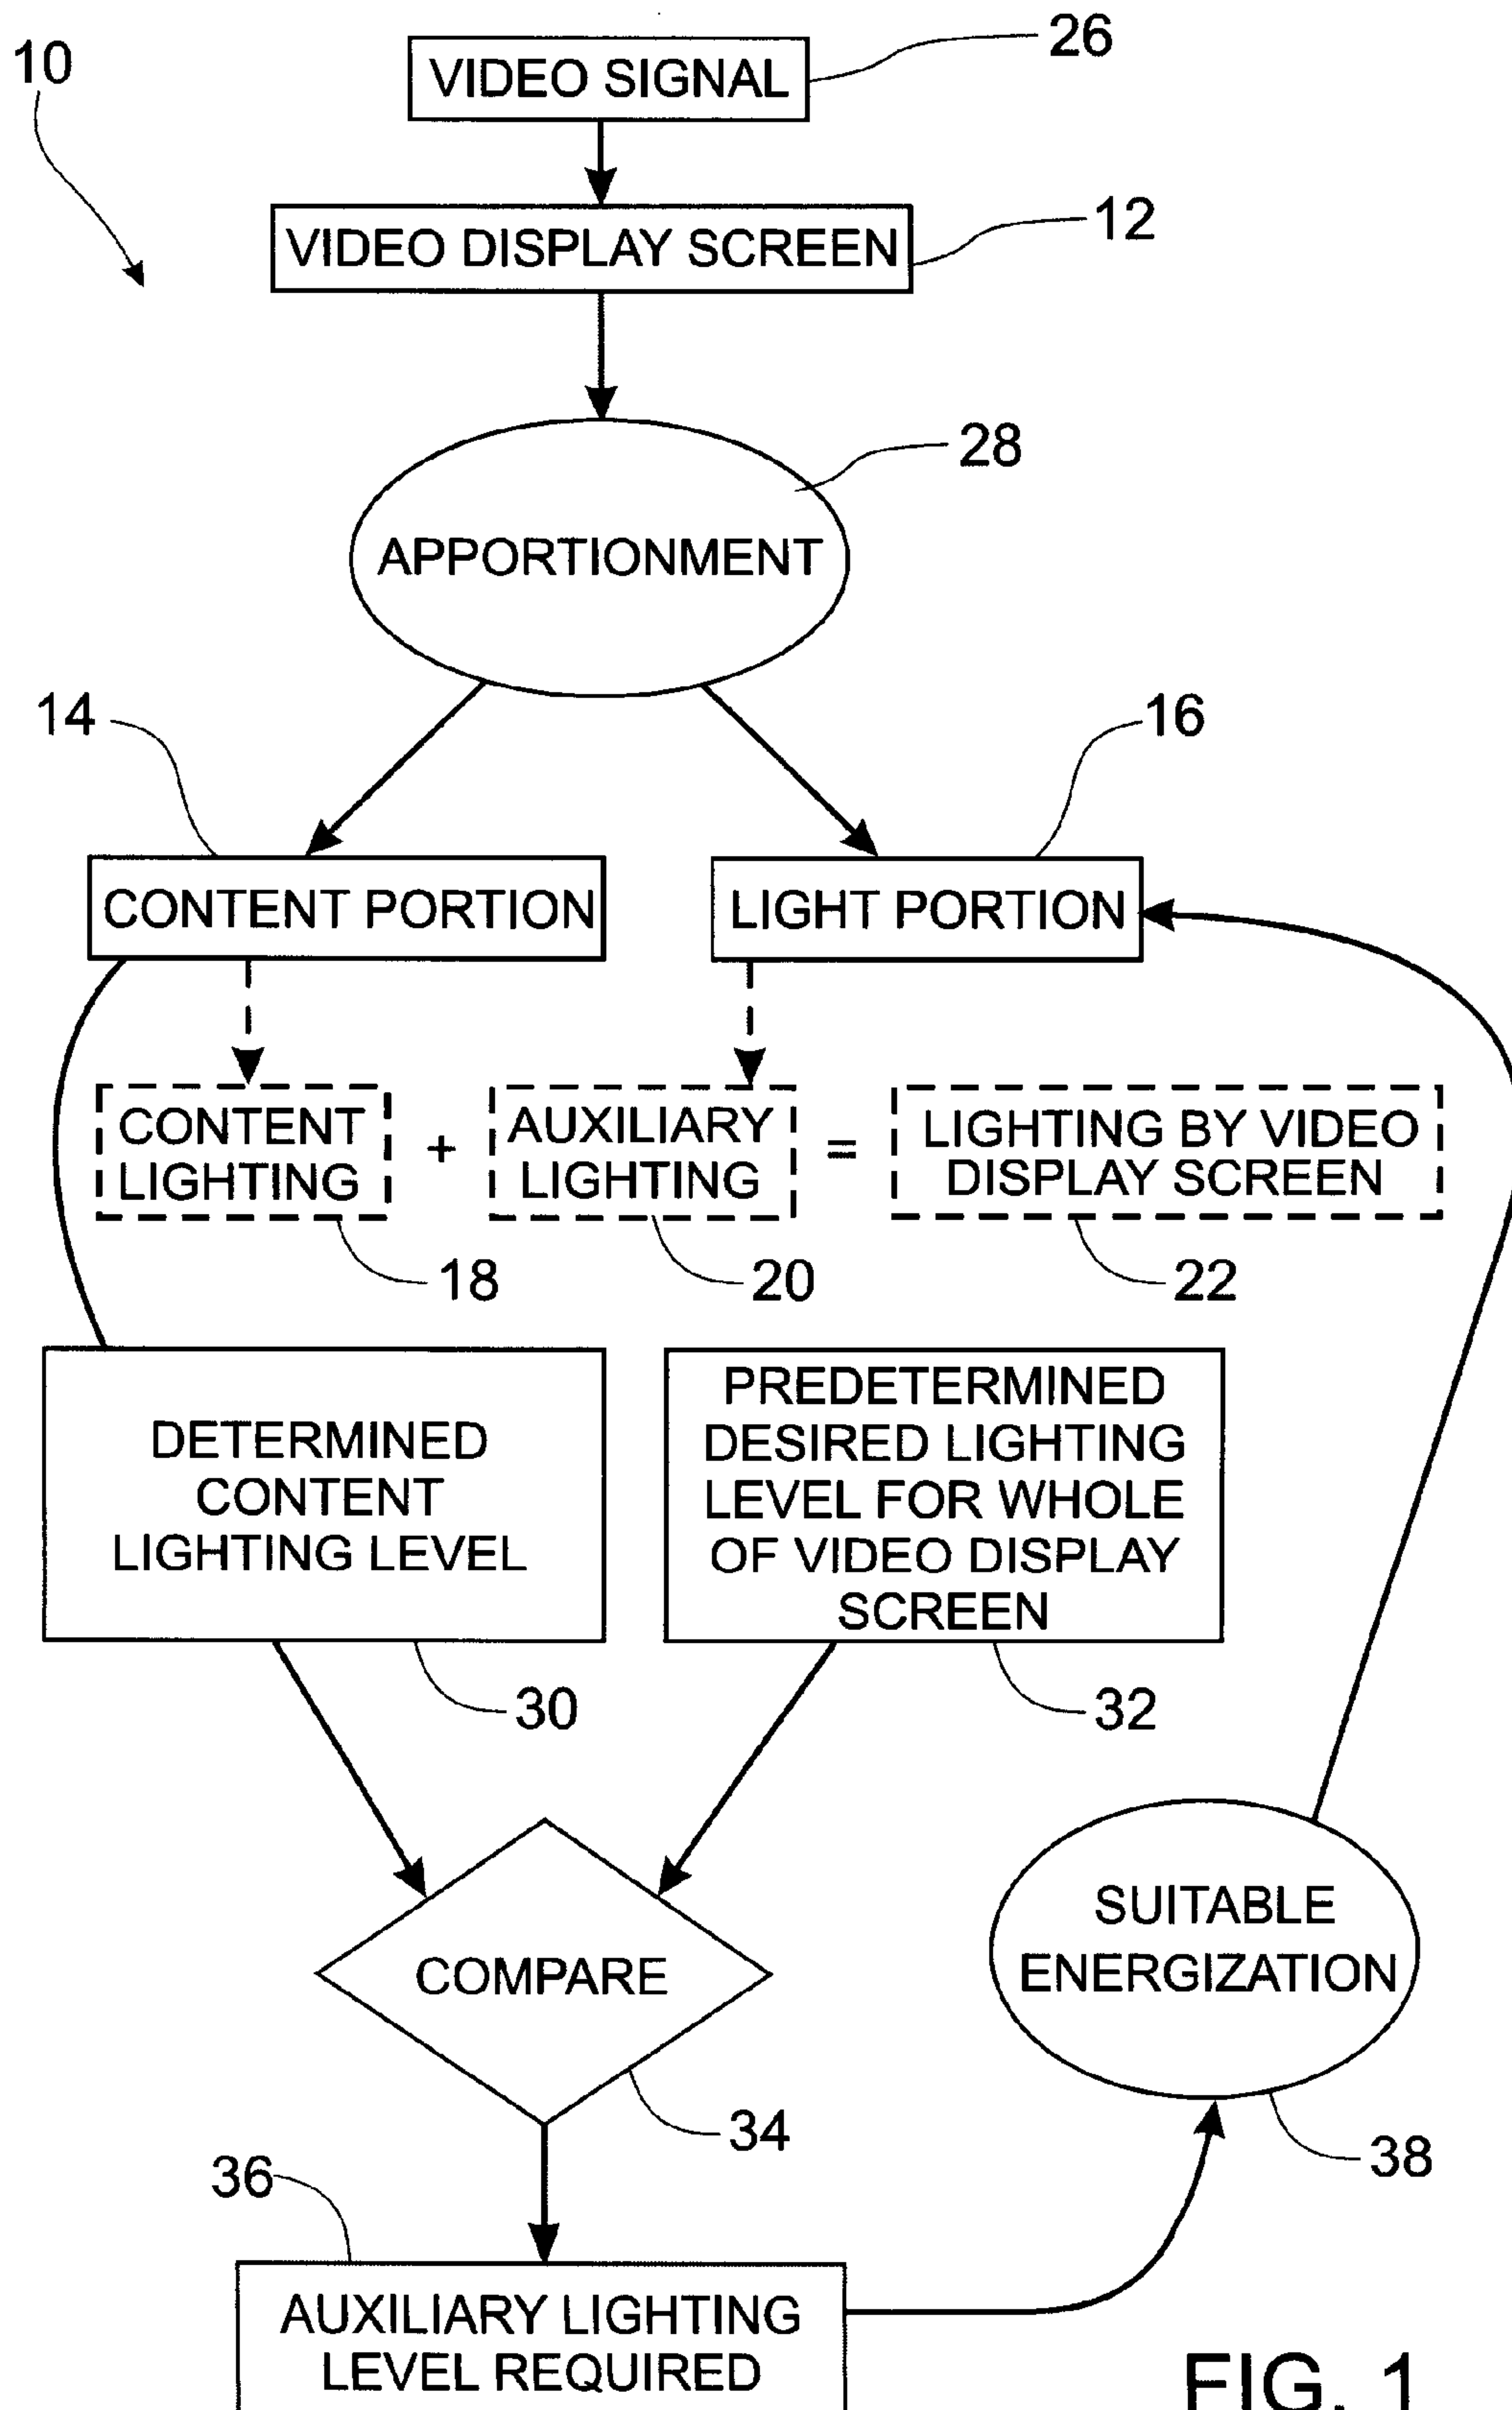 10
VIDEO SIGNAL
26
VIDEO DISPLAY SCREEN
12
28
APPORTIONMENT
14
16
CONTENT PORTION
LIGHT PORTION
CONTENT
LIGHTING
+
AUXILIARY
LIGHTING
=
LIGHTING BY VIDEO
DISPLAY SCREEN
18
20
22
DETERMINED
CONTENT
LIGHTING LEVEL
PREDETERMINED
DESIRED LIGHTING
LEVEL FOR WHOLE
OF VIDEO DISPLAY
SCREEN
30
32
COMPARE
SUITABLE
ENERGIZATION
34
38
36
AUXILIARY LIGHTING
LEVEL REQUIRED
FIG. 1